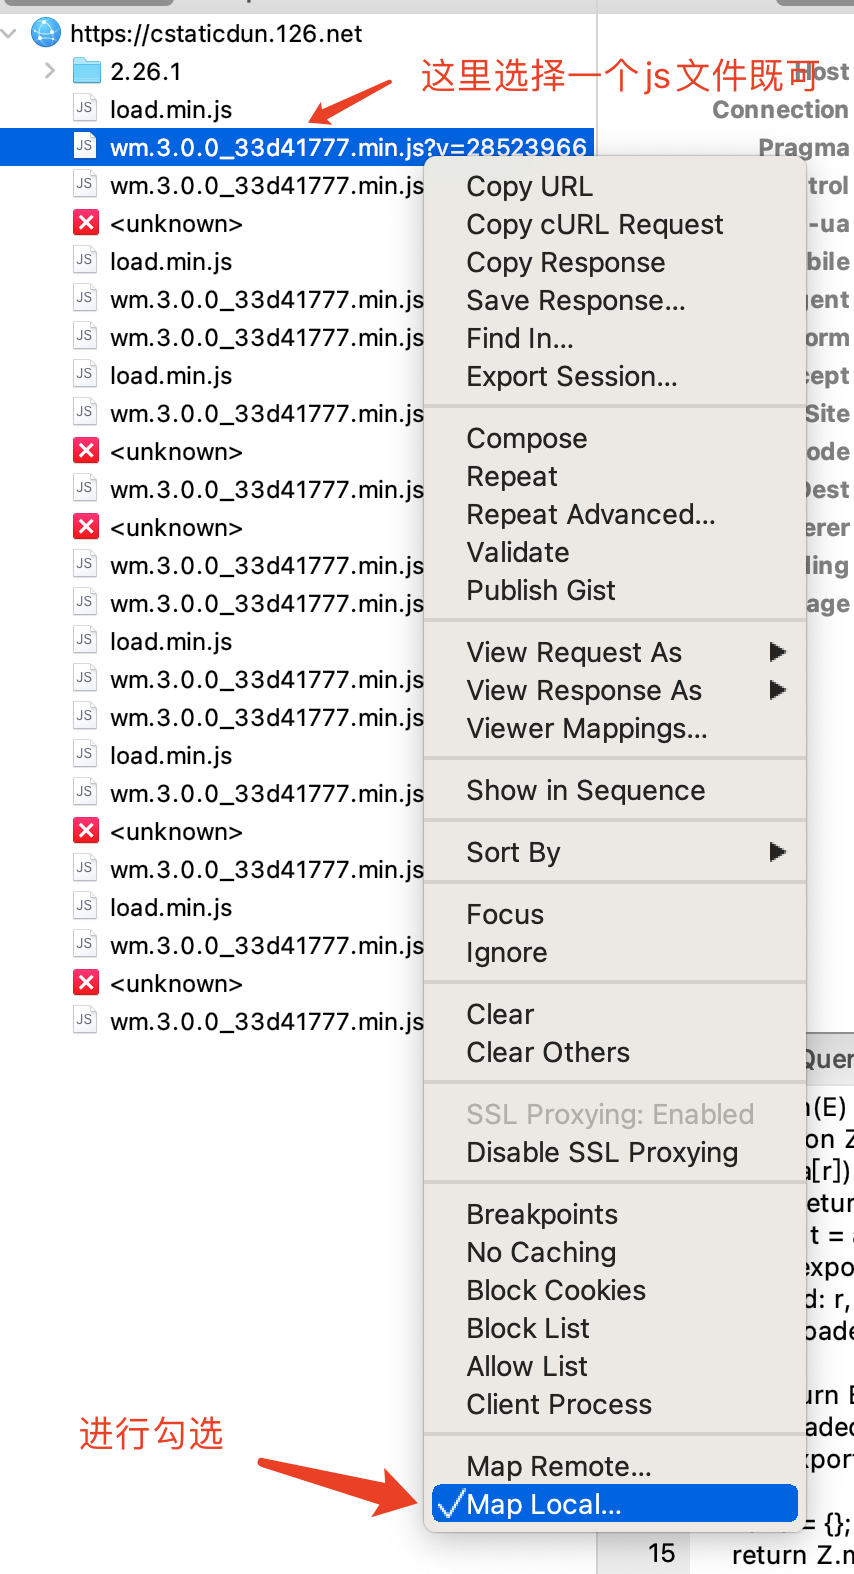 https://cstaticdun.126.net
2.26.1
这里选择一个js文件既可
load.min.js
wm.3.0.0_33d41777.min.js?v=28523966
wm.3.0.0_33d41777.min.js
<unknown>
load.min.js
wm.3.0.0_33d41777.min.js
wm.3.0.0_33d41777.min.js
load.min.js
wm.3.0.0_33d41777.min.js
<unknown>
wm.3.0.0_33d41777.min.js
<unknown>
wm.3.0.0_33d41777.min.js
wm.3.0.0_33d41777.min.js
load.min.js
wm.3.0.0_33d41777.min.js
wm.3.0.0_33d41777.min.js
load.min.js
wm.3.0.0_33d41777.min.js
<unknown>
wm.3.0.0_33d41777.min.js
load.min.js
wm.3.0.0_33d41777.min.js
<unknown>
wm.3.0.0_33d41777.min.js
Copy URL
Copy cURL Request
Copy Response
Save Response...
Find In...
Export Session...
Compose
Repeat
Repeat Advanced...
Validate
Publish Gist
View Request As
View Response As
Viewer Mappings...
Show in Sequence
Sort By
Focus
Ignore
Clear
Clear Others
SSL Proxying: Enabled
Disable SSL Proxying
Breakpoints
No Caching
Block Cookies
Block List
Allow List
Client Process
进行勾选
Map Remote...
Map Local...
Host
Connection
Pragma
trol
-ua
bile
ent
orm
cept
Site
ode
Dest
erer
ling
age
Quer
(E)
on Z
a[r])
etur
t = a
expo
d: r,
oade
urn E
aded
xport
= {};
15
return Z.m